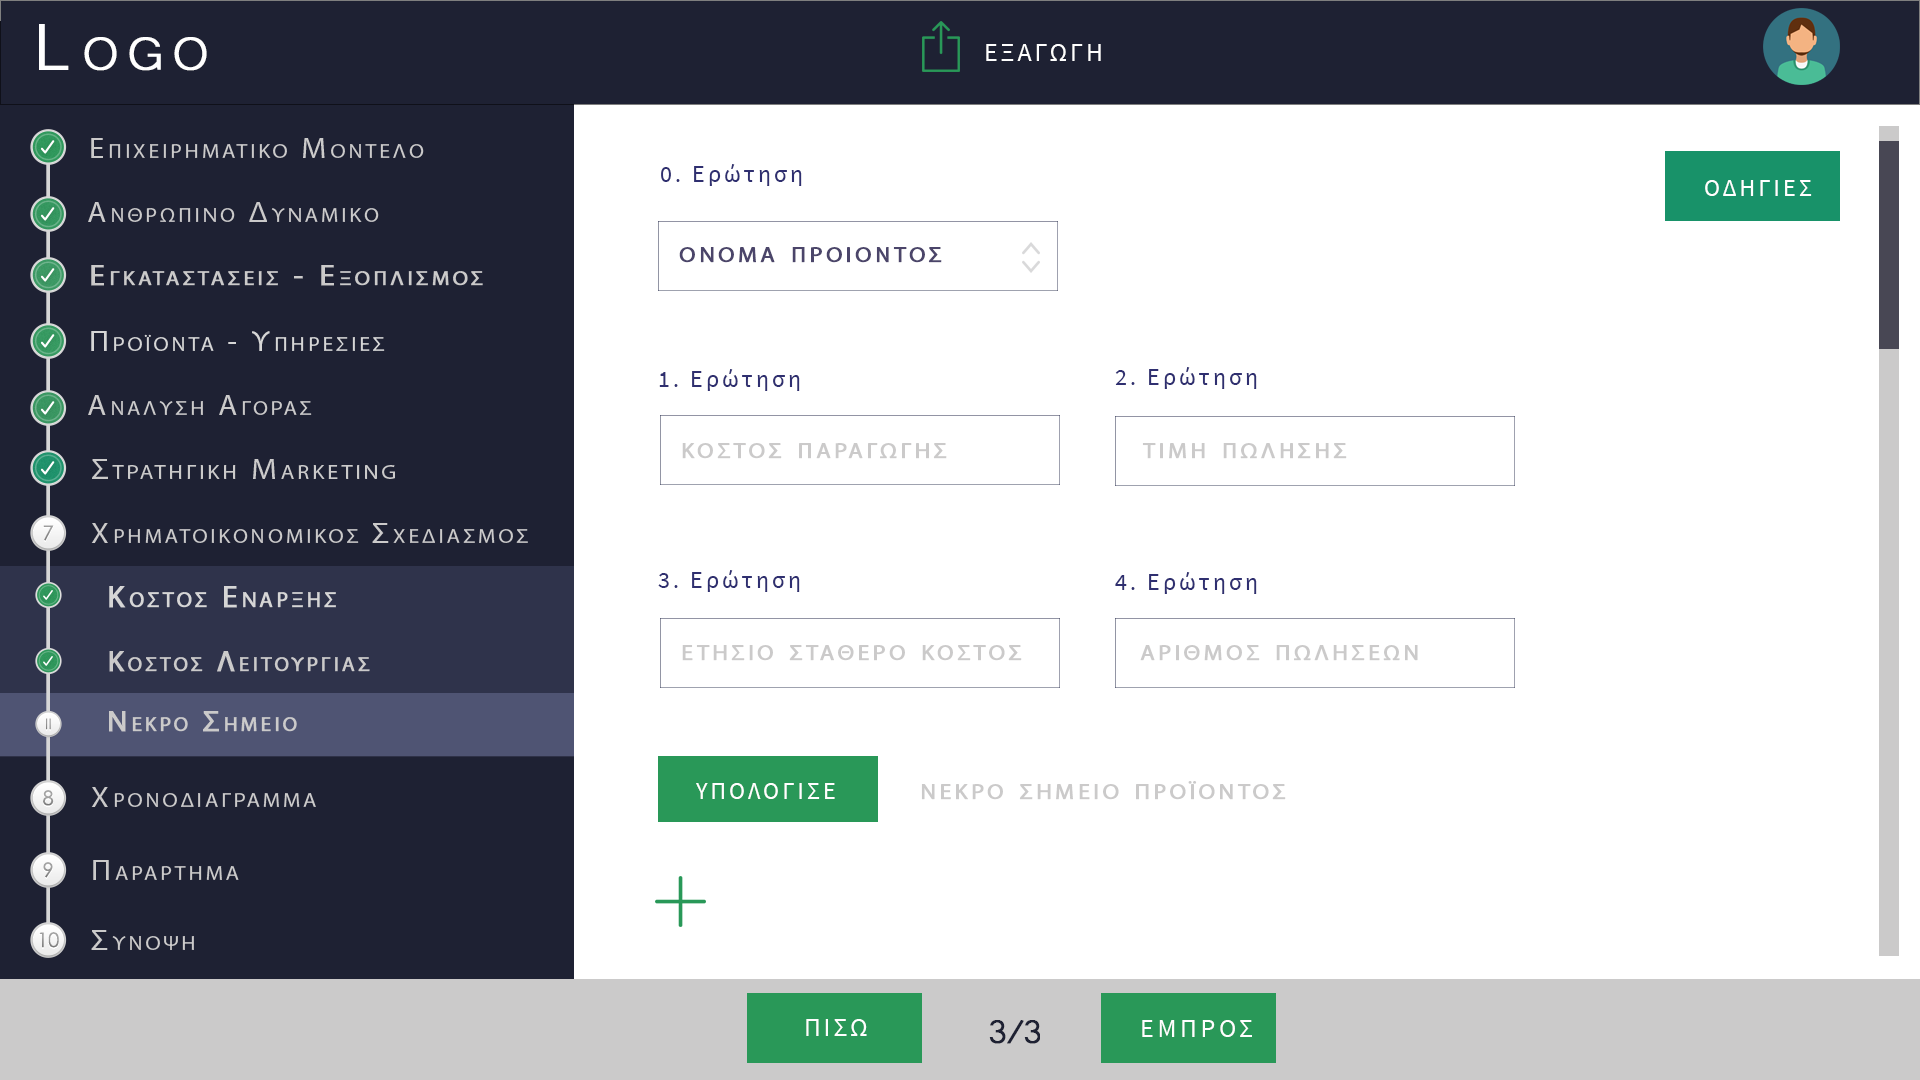 Logo
ΕΞΑΓΩΓΗ
Επιχειρηματικο Μοντελο
Ανθρωπινο Δυναμικο
Εγκαταστασεις - Εξοπλισμος
Προϊοντα - Υπηρεσιες
Αναλυση Αγορας
Στρατηγικη Marketing
7 Χρηματοικονομικος Σχεδιασμος
Κοστος Εναρξης
Κοστος Λειτουργιας
II Νεκρο Σημειο
8 Χρονοδιαγραμμα
9 Παραρτημα
10 Συνοψη
0. Ερώτηση
ΟΔΗΓΙΕΣ
ΟΝΟΜΑ ΠΡΟΙΟΝΤΟΣ
1. Ερώτηση
2. Ερώτηση
ΚΟΣΤΟΣ ΠΑΡΑΓΩΓΗΣ
ΤΙΜΗ ΠΩΛΗΣΗΣ
3. Ερώτηση
4. Ερώτηση
ΕΤΗΣΙΟ ΣΤΑΘΕΡΟ ΚΟΣΤΟΣ
ΑΡΙΘΜΟΣ ΠΩΛΗΣΕΩΝ
ΥΠΟΛΟΓΙΣΕ
ΝΕΚΡΟ ΣΗΜΕΙΟ ΠΡΟΪΟΝΤΟΣ
ΠΙΣΩ
3/3
ΕΜΠΡΟΣ